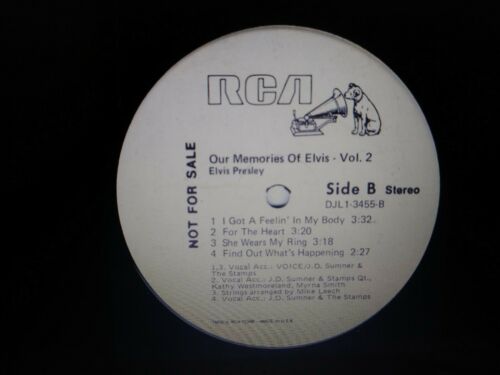 RCA
NOT FOR SALE
Our Memories Of Elvis - Vol. 2
Elvis Presley
Side B Stereo
DJL1-3455-B
1 I Got A Feelin' In My Body 3:32
2 For The Heart 3:20
3 She Wears My Ring 3:18
4 Find Out What's Happening 2:27
1,3. Vocal Acc.: VOICE/J.D. Sumner &
The Stamps
2. Vocal Acc.: J.D. Sumner & Stamps Qt.,
Kathy Westmoreland, Myrna Smith
3. Strings arranged by Mike Leech
4. Vocal Acc.: J.D. Sumner & The Stamps